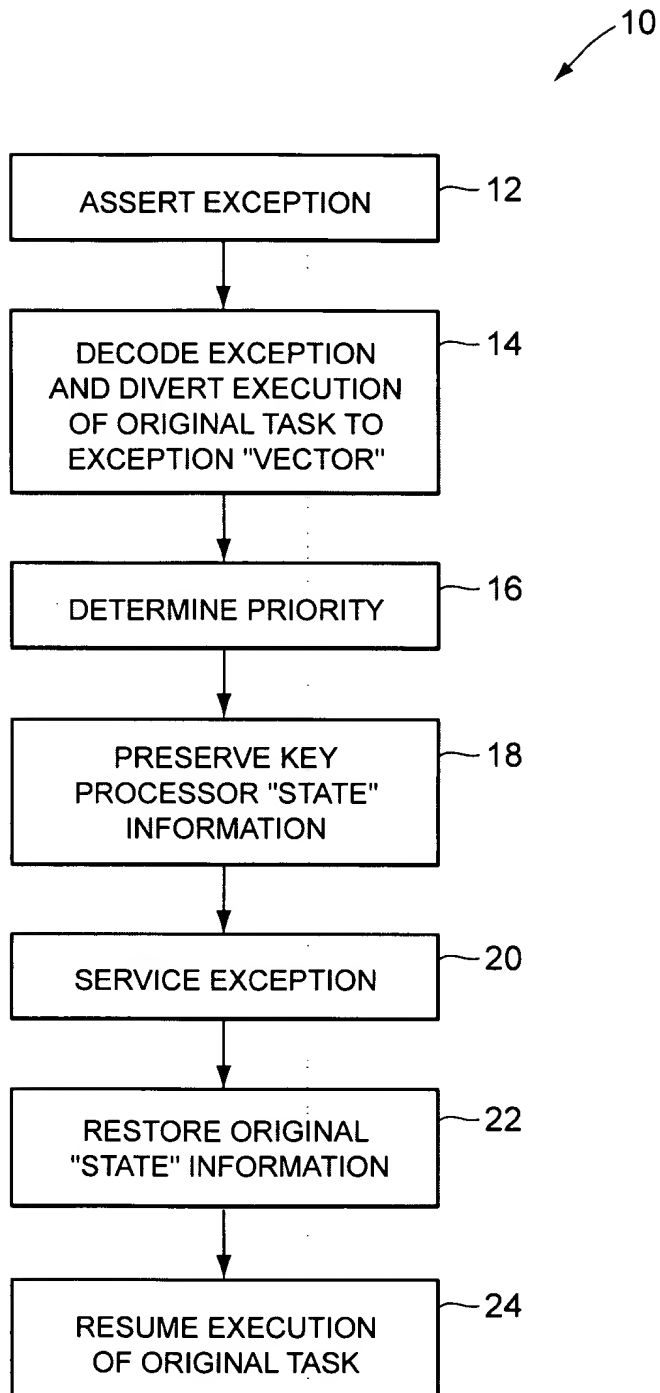 10
ASSERT EXCEPTION
12
DECODE EXCEPTION
AND DIVERT EXECUTION
OF ORIGINAL TASK TO
EXCEPTION "VECTOR"
14
DETERMINE PRIORITY
16
PRESERVE KEY
PROCESSOR "STATE"
INFORMATION
18
SERVICE EXCEPTION
20
RESTORE ORIGINAL
"STATE" INFORMATION
22
RESUME EXECUTION
OF ORIGINAL TASK
24